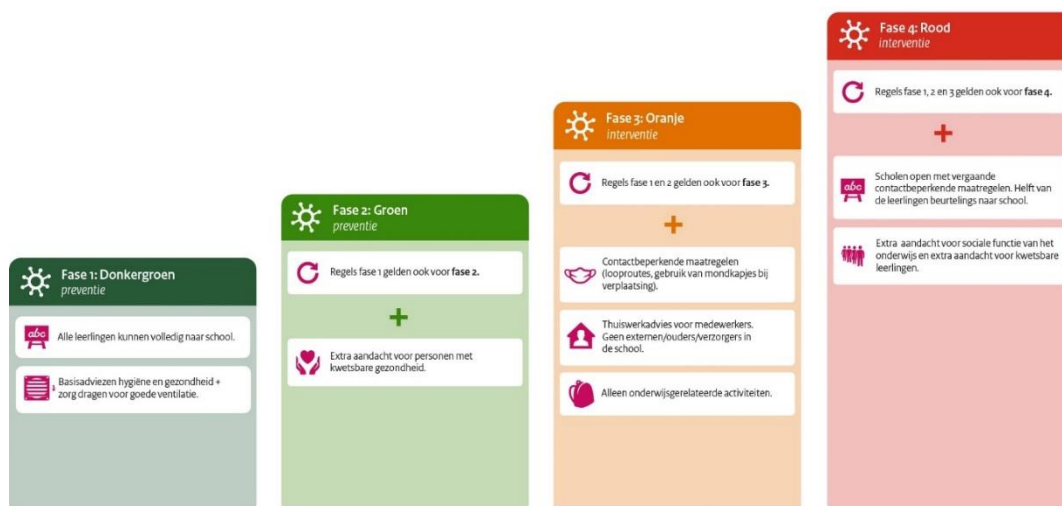 Fase 1: Donkergroen
preventie
abc
Alle leerlingen kunnen volledig naar school.
Basisadviezen hygiëne en gezondheid +
zorg dragen voor goede ventilatie.
Fase 2: Groen
preventie
Regels fase 1 gelden ook voor fase 2.
+
Extra aandacht voor personen met
kwetsbare gezondheid.
Fase 3: Oranje
interventie
Regels fase 1 en 2 gelden ook voor fase 3.
+
Contactbeperkende maatregelen
(looproutes, gebruik van mondkapjes bij
verplaatsing).
Thuiswerkadvies voor medewerkers.
Geen externen/ouders/verzorgers in
de school.
Alleen onderwijsgerelateerde activiteiten.
Fase 4: Rood
interventie
Regels fase 1, 2 en 3 gelden ook voor fase 4.
+
abc
Scholen open met vergaande
contactbeperkende maatregelen. Helft van
de leerlingen beurtelings naar school.
Extra aandacht voor sociale functie van het
onderwijs en extra aandacht voor kwetsbare
leerlingen.